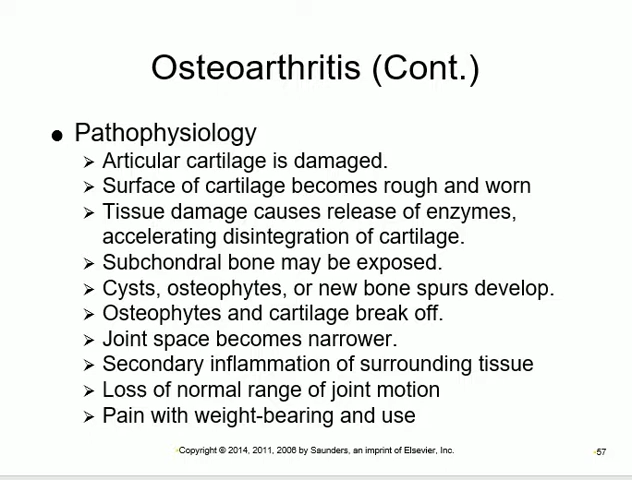 Osteoarthritis (Cont.)
● Pathophysiology
➢ Articular cartilage is damaged.
➢ Surface of cartilage becomes rough and worn
➢ Tissue damage causes release of enzymes,
accelerating disintegration of cartilage.
➢ Subchondral bone may be exposed.
➢ Cysts, osteophytes, or new bone spurs develop.
➢ Osteophytes and cartilage break off.
➢ Joint space becomes narrower.
➢ Secondary inflammation of surrounding tissue
➢ Loss of normal range of joint motion
➢ Pain with weight-bearing and use
Copyright © 2014, 2011, 2006 by Saunders, an imprint of Elsevier, Inc.
57